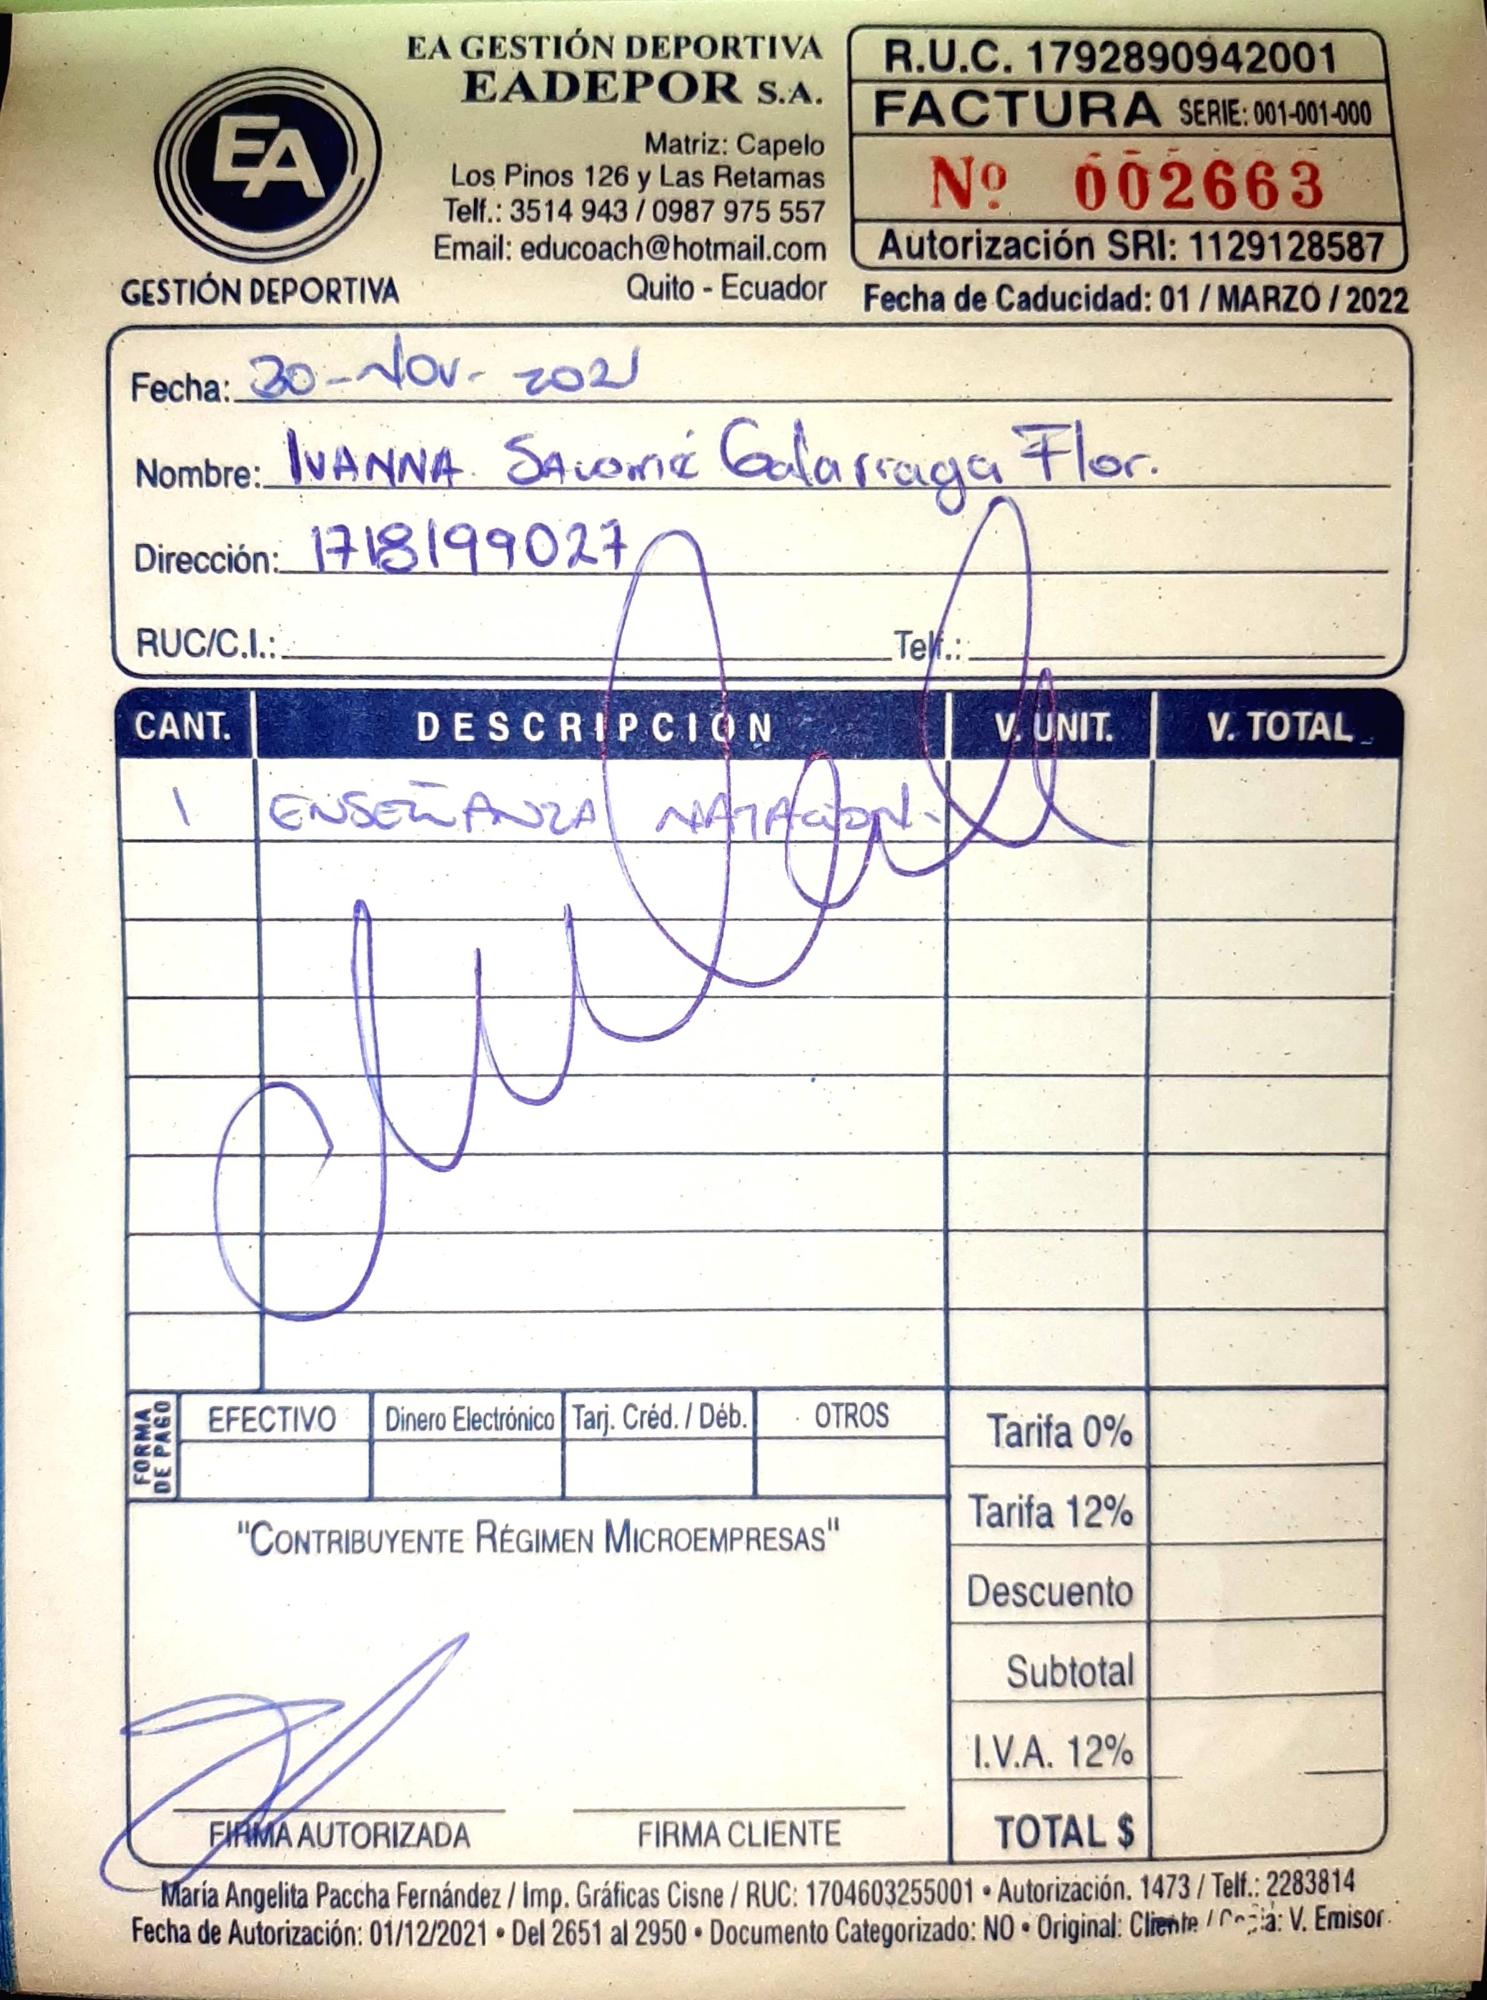 EA GESTIÓN DEPORTIVA
EADEPOR S.A.
Matriz: Capelo
Los Pinos 126 y Las Retamas
Telf.: 3514 943 / 0987 975 557
Email: educoach@hotmail.com
Quito - Ecuador
EA
GESTIÓN DEPORTIVA
R.U.C. 1792890942001
FACTURA SERIE: 001-001-000
Nº 002663
Autorización SRI: 1129128587
Fecha de Caducidad: 01 / MARZO / 2022
Fecha: 30-Nov-2021
Nombre: IVANNA Salomé Galarraga Flor.
Dirección: 1718199027
RUC/C.I.: Telf.:
CANT. DESCRIPCION V. UNIT. V. TOTAL
1 ENSEÑANZA NATACION.
FORMA DE PAGO
EFECTIVO Dinero Electrónico Tarj. Créd. / Déb. OTROS
Tarifa 0%
Tarifa 12%
"CONTRIBUYENTE RÉGIMEN MICROEMPRESAS"
Descuento
Subtotal
I.V.A. 12%
FIRMA AUTORIZADA FIRMA CLIENTE TOTAL $
María Angelita Paccha Fernández / Imp. Gráficas Cisne / RUC: 1704603255001 • Autorización. 1473 / Telf.: 2283814
Fecha de Autorización: 01/12/2021 • Del 2651 al 2950 • Documento Categorizado: NO • Original: Cliente / Copia: V. Emisor